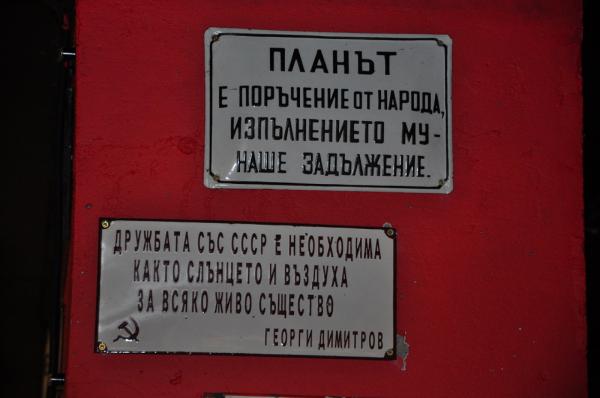 ПЛАНЪТ
Е ПОРЪЧЕНИЕ ОТ НАРОДА,
ИЗПЪЛНЕНИЕТО МУ-
НАШЕ ЗАДЪЛЖЕНИЕ.
ДРУЖБАТА СЪС СССР Е НЕОБХОДИМА
КАКТО СЛЪНЦЕТО И ВЪЗДУХА
ЗА ВСЯКО ЖИВО СЪЩЕСТВО
ГЕОРГИ ДИМИТРОВ